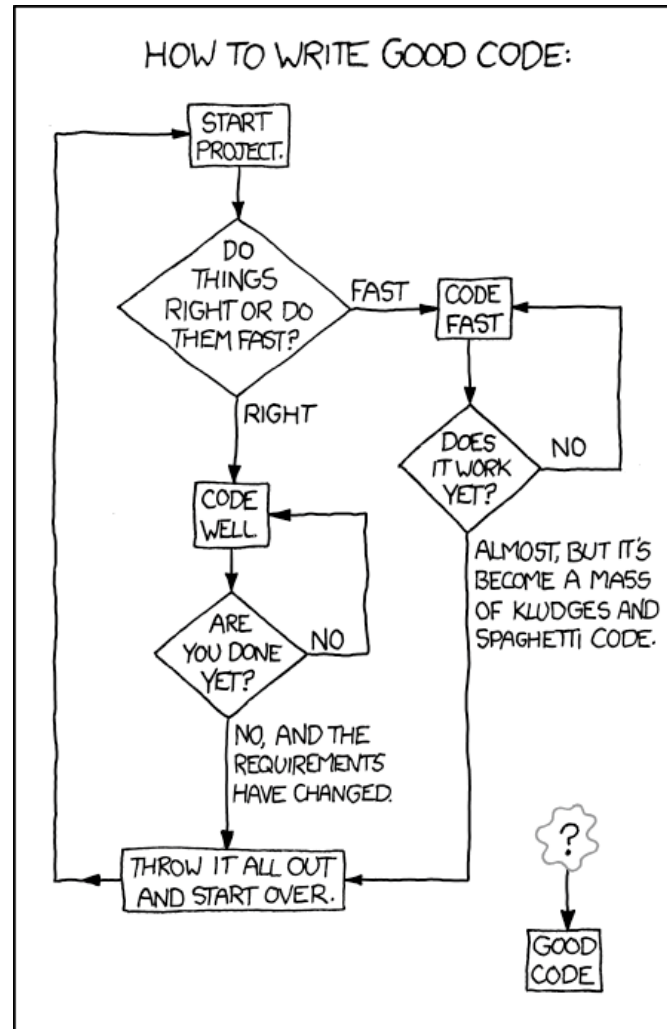 HOW TO WRITE GOOD CODE:
START
PROJECT.
DO
THINGS
RIGHT OR DO
THEM FAST?
FAST
CODE
FAST
RIGHT
DOES
IT WORK
YET?
NO
CODE
WELL.
ALMOST, BUT IT'S
BECOME A MASS
OF KLUDGES AND
SPAGHETTI CODE.
ARE
YOU DONE
YET?
NO
NO, AND THE
REQUIREMENTS
HAVE CHANGED.
THROW IT ALL OUT
AND START OVER.
?
GOOD
CODE